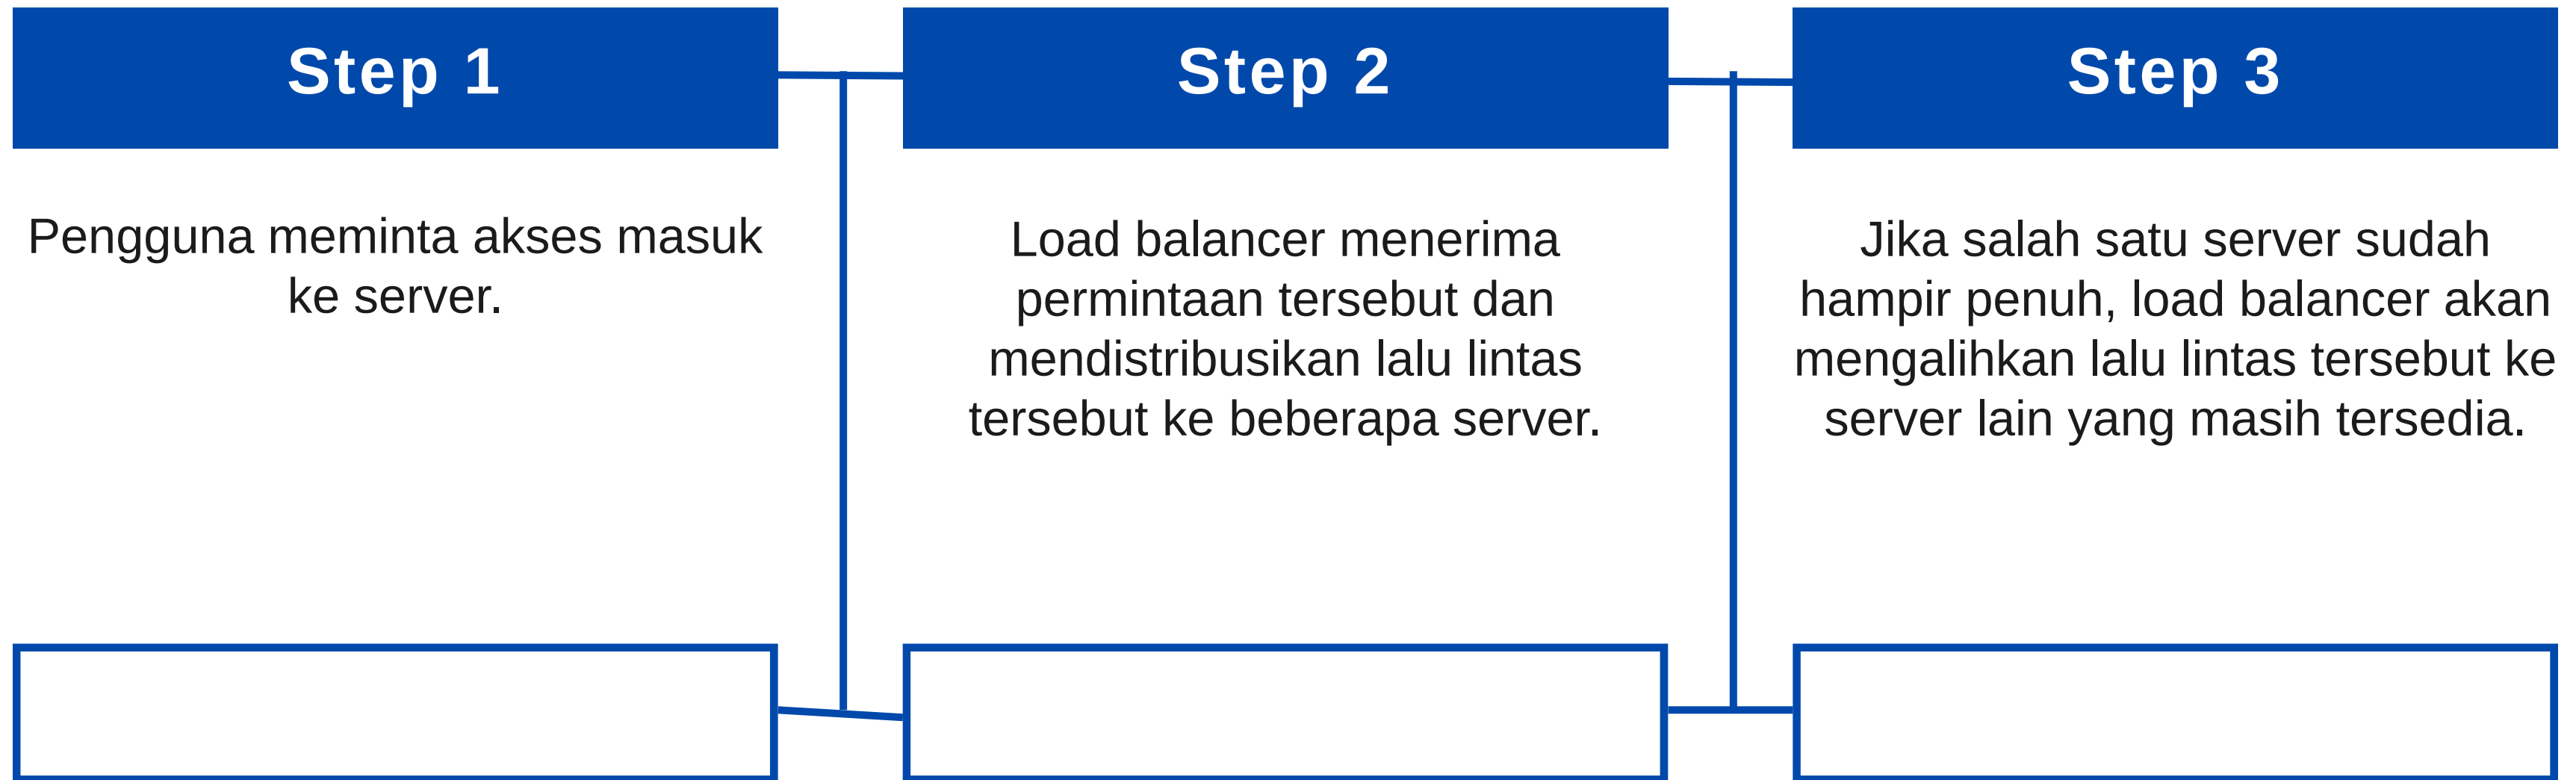 Step 1
Pengguna meminta akses masuk
ke server.
Step 2
Load balancer menerima
permintaan tersebut dan
mendistribusikan lalu lintas
tersebut ke beberapa server.
Step 3
Jika salah satu server sudah
hampir penuh, load balancer akan
mengalihkan lalu lintas tersebut ke
server lain yang masih tersedia.